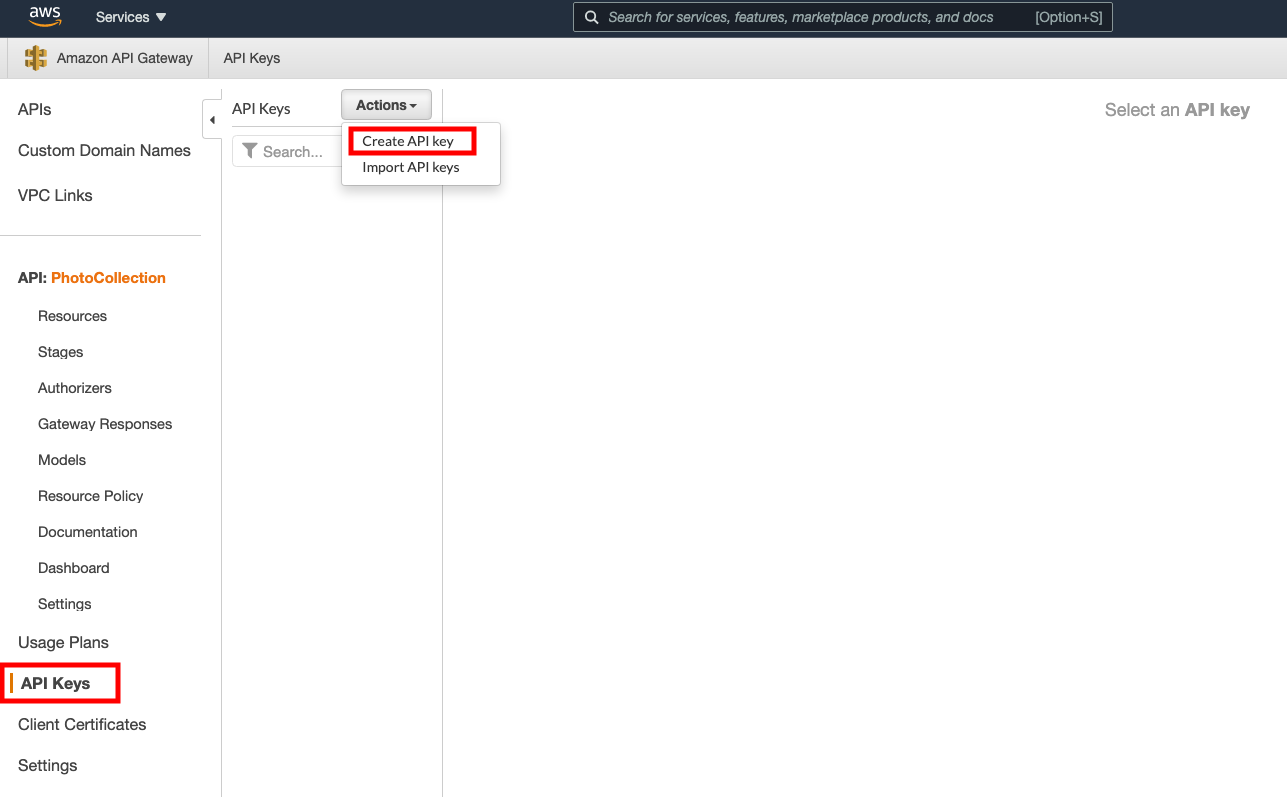 aws Services ▼ Search for services, features, marketplace products, and docs [Option+S]
Amazon API Gateway API Keys
APIs
Custom Domain Names
VPC Links
API: PhotoCollection
Resources
Stages
Authorizers
Gateway Responses
Models
Resource Policy
Documentation
Dashboard
Settings
Usage Plans
API Keys
Client Certificates
Settings
API Keys Actions
Search...
Create API key
Import API keys
Select an API key